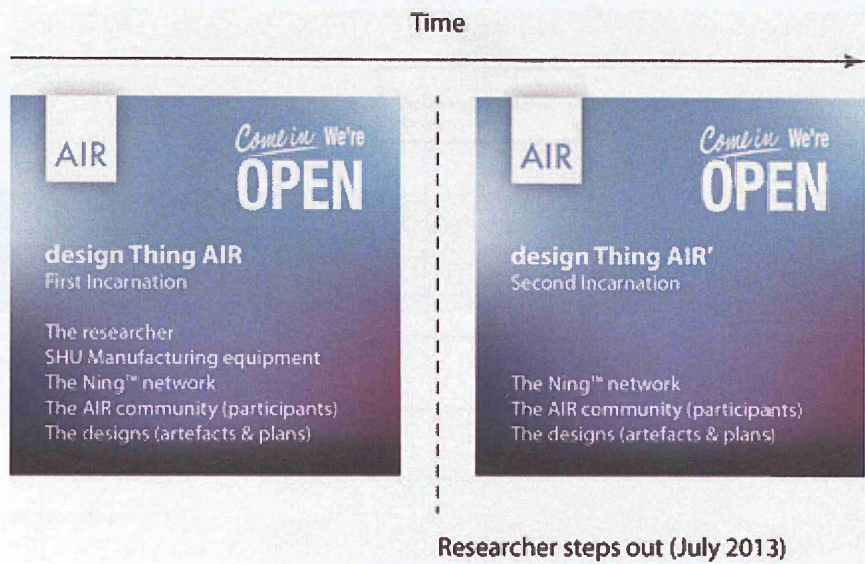 Time
AIR
Come in We're
OPEN
design Thing AIR
First Incarnation
The researcher
SHU Manufacturing equipment
The Ning™ network
The AIR community (participants)
The designs (artefacts & plans)
AIR
Come in We're
OPEN
design Thing AIR'
Second Incarnation
The Ning™ network
The AIR community (participants)
The designs (artefacts & plans)
Researcher steps out (July 2013)